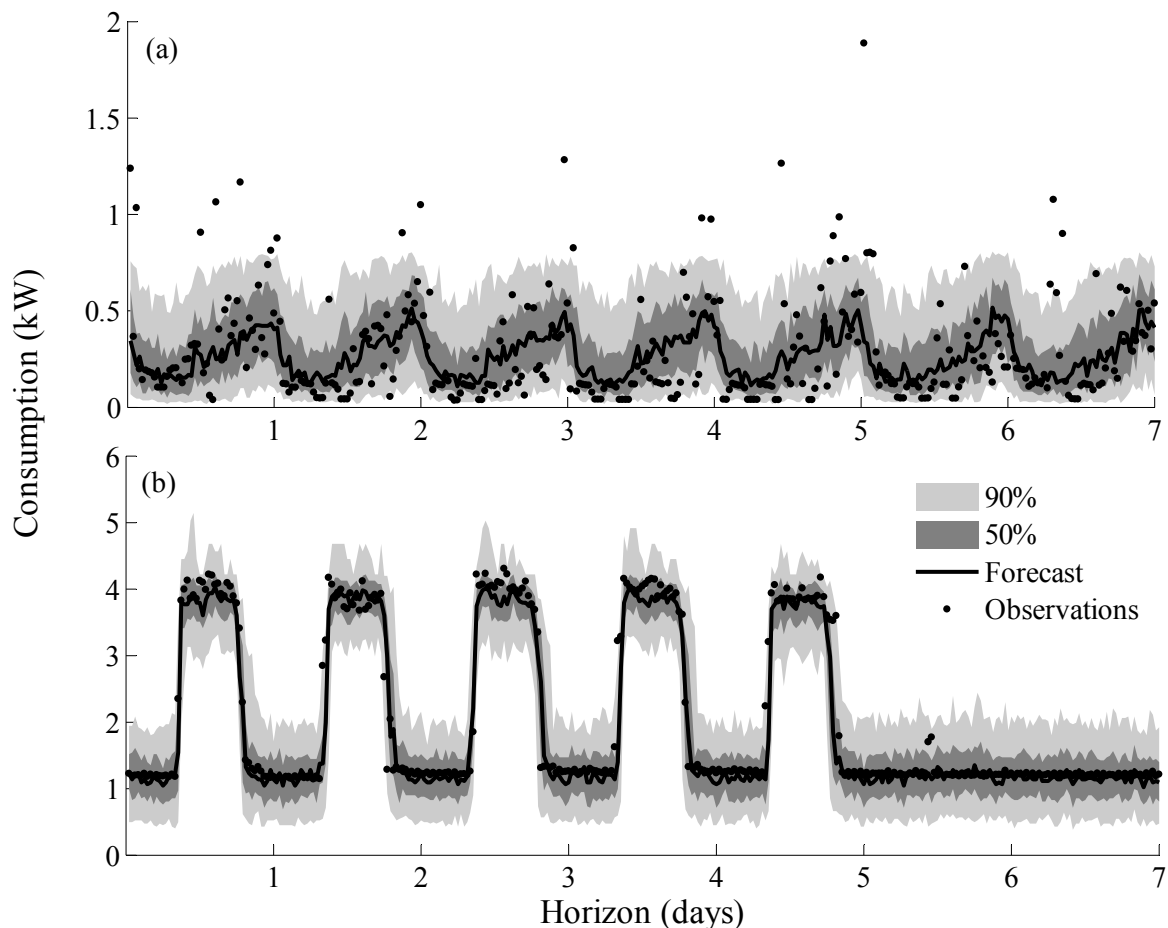 2
(a)
1.5
1
0.5
0
1 2 3 4 5 6 7
Consumption (kW)
6
(b)
5
4
3
2
1
0
90%
50%
Forecast
Observations
1 2 3 4 5 6 7
Horizon (days)